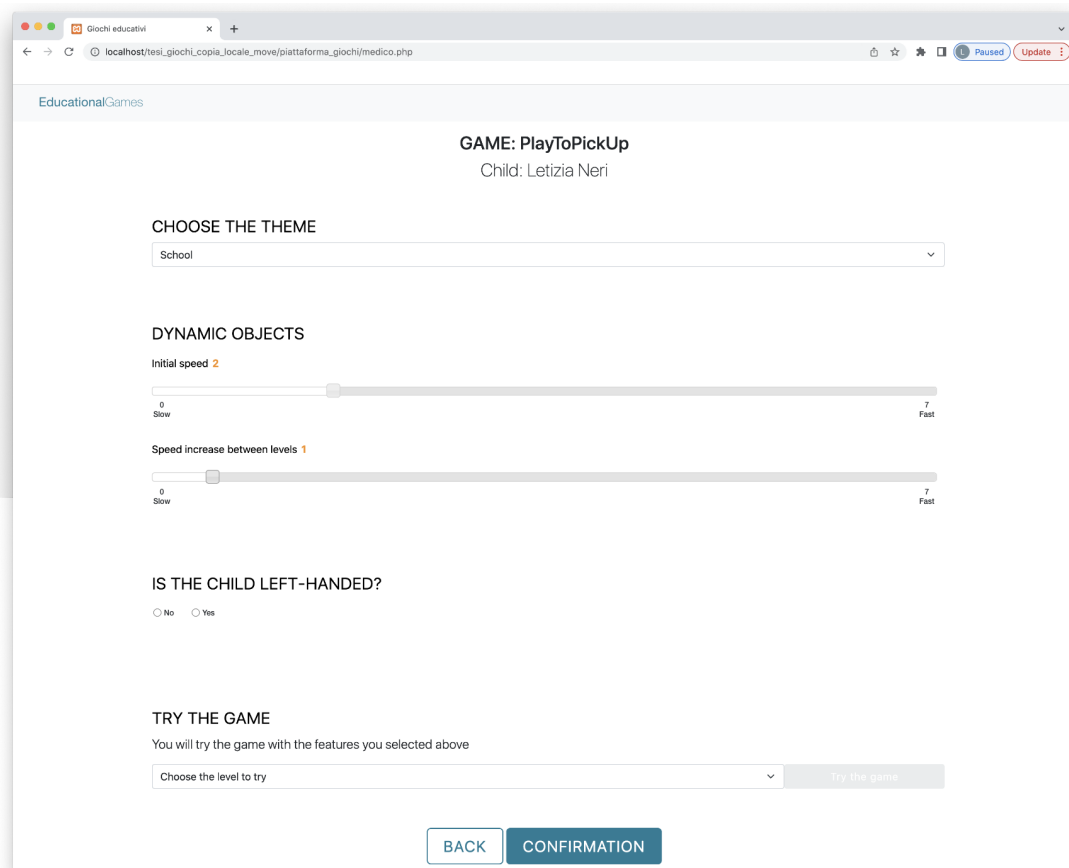 Giochi educativi
localhost/tesi_giochi_copia_locale_move/piattaforma_giochi/medico.php
L Paused Update
EducationalGames
GAME: PlayToPickUp
Child: Letizia Neri
CHOOSE THE THEME
School
DYNAMIC OBJECTS
Initial speed 2
0 7
Slow Fast
Speed increase between levels 1
0 7
Slow Fast
IS THE CHILD LEFT-HANDED?
No Yes
TRY THE GAME
You will try the game with the features you selected above
Choose the level to try Try the game
BACK CONFIRMATION